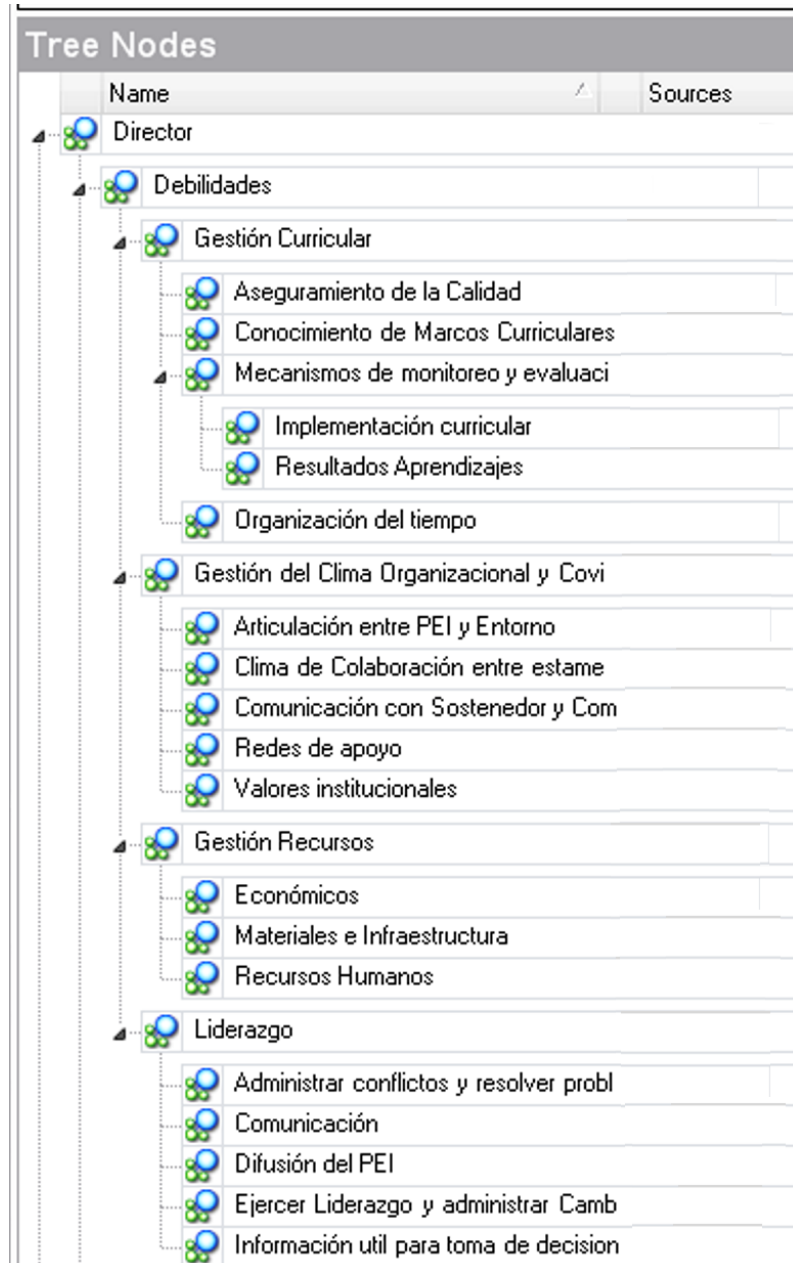 Tree Nodes
Name Sources
Director
Debilidades
Gestión Curricular
Aseguramiento de la Calidad
Conocimiento de Marcos Curriculares
Mecanismos de monitoreo y evaluaci
Implementación curricular
Resultados Aprendizajes
Organización del tiempo
Gestión del Clima Organizacional y Covi
Articulación entre PEI y Entorno
Clima de Colaboración entre estame
Comunicación con Sostenedor y Com
Redes de apoyo
Valores institucionales
Gestión Recursos
Económicos
Materiales e Infraestructura
Recursos Humanos
Liderazgo
Administrar conflictos y resolver probl
Comunicación
Difusión del PEI
Ejercer Liderazgo y administrar Camb
Información util para toma de decision